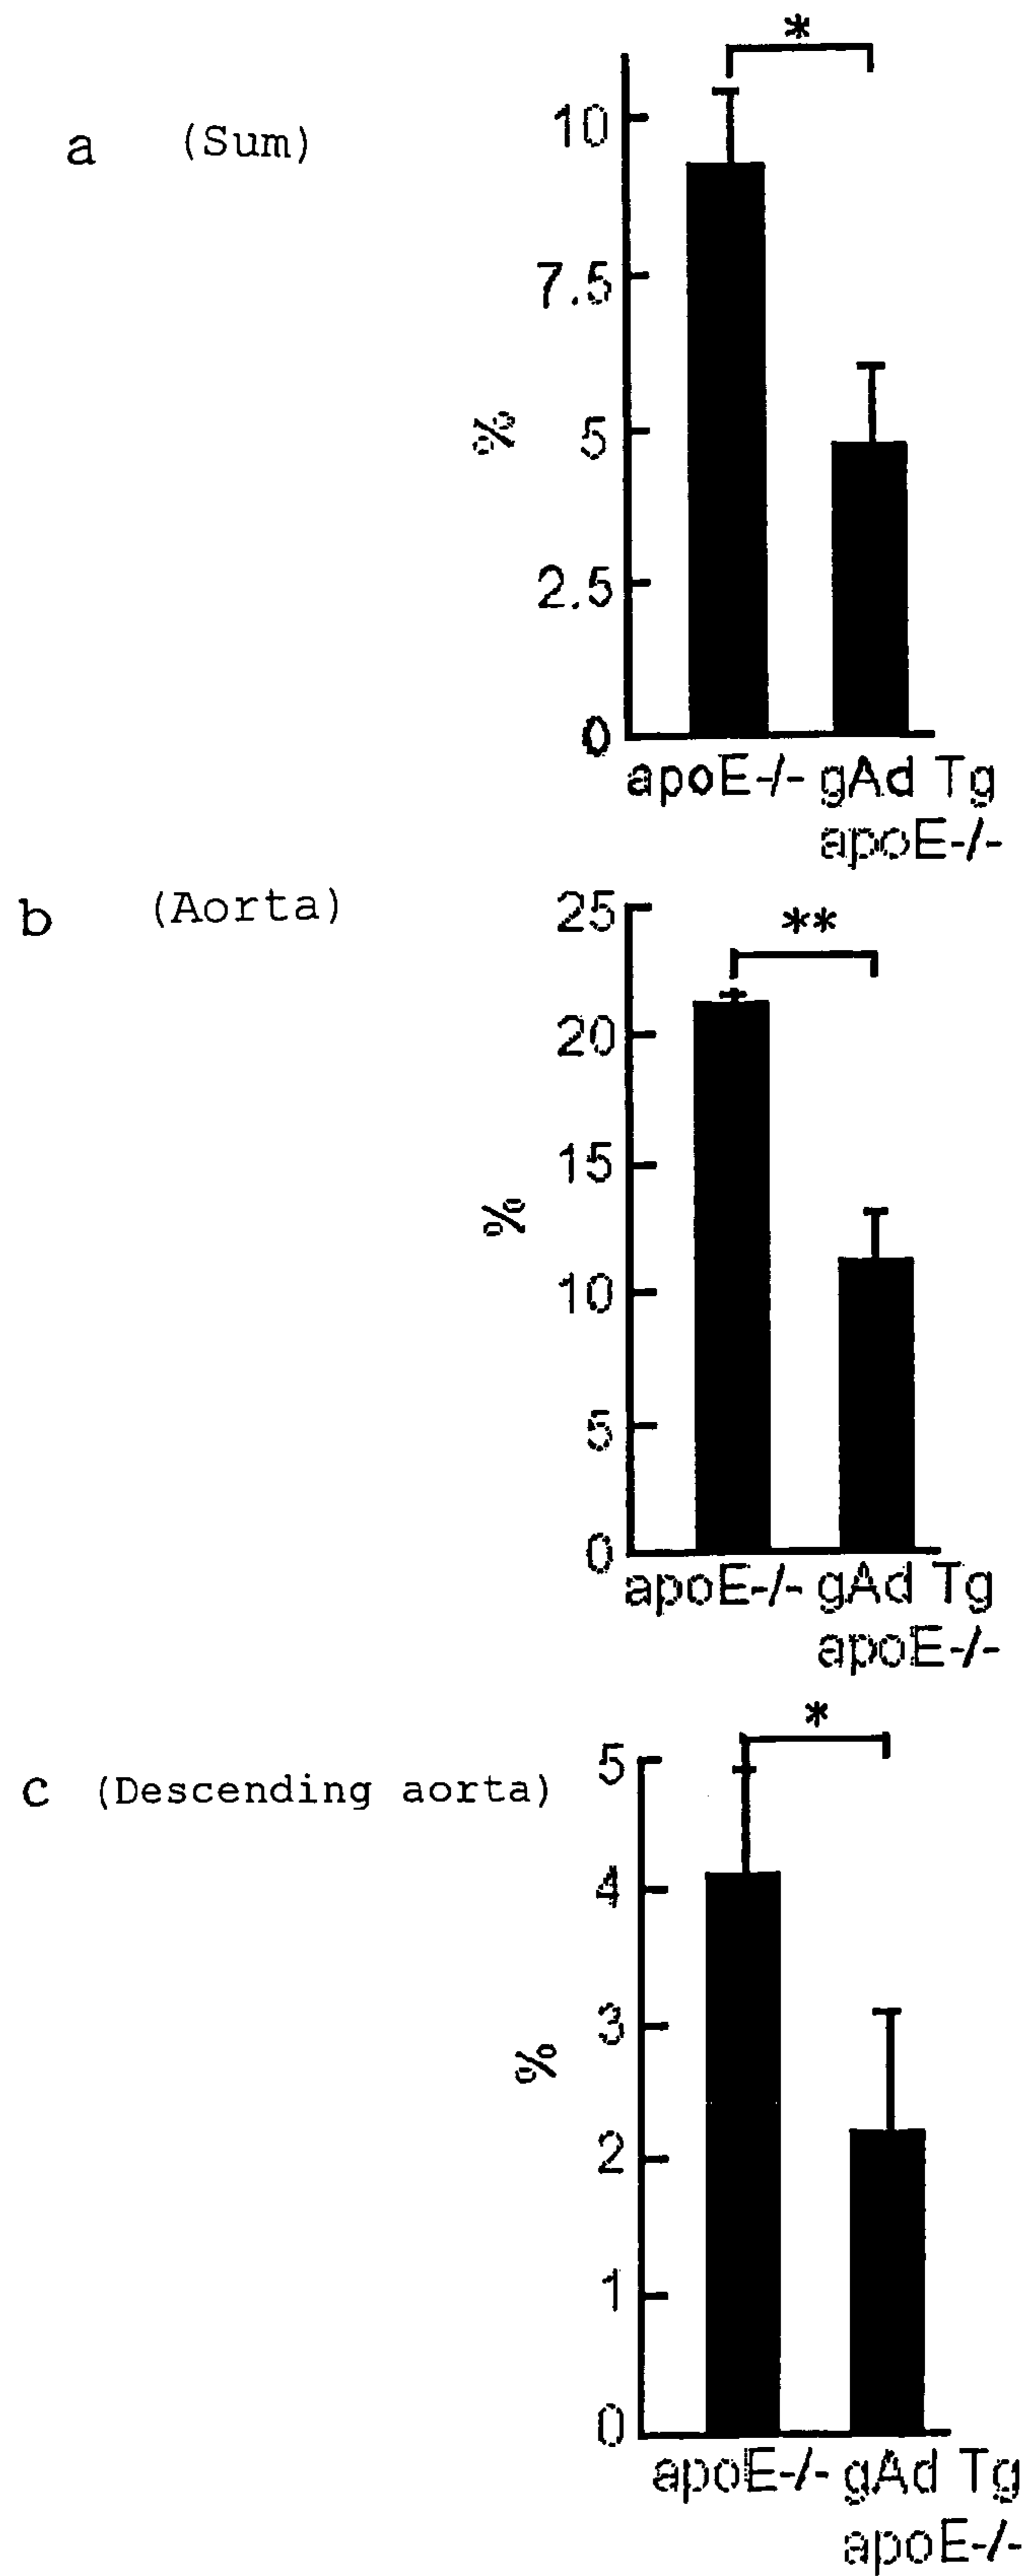 *
a (Sum)
10
7.5
%
5
2.5
0
apoE-/- gAd Tg
apoE-/-
b (Aorta)
25
**
20
15
%
10
5
0
apoE-/- gAd Tg
apoE-/-
*
c (Descending aorta)
5
4
3
%
2
1
0
apoE-/- gAd Tg
apoE-/-